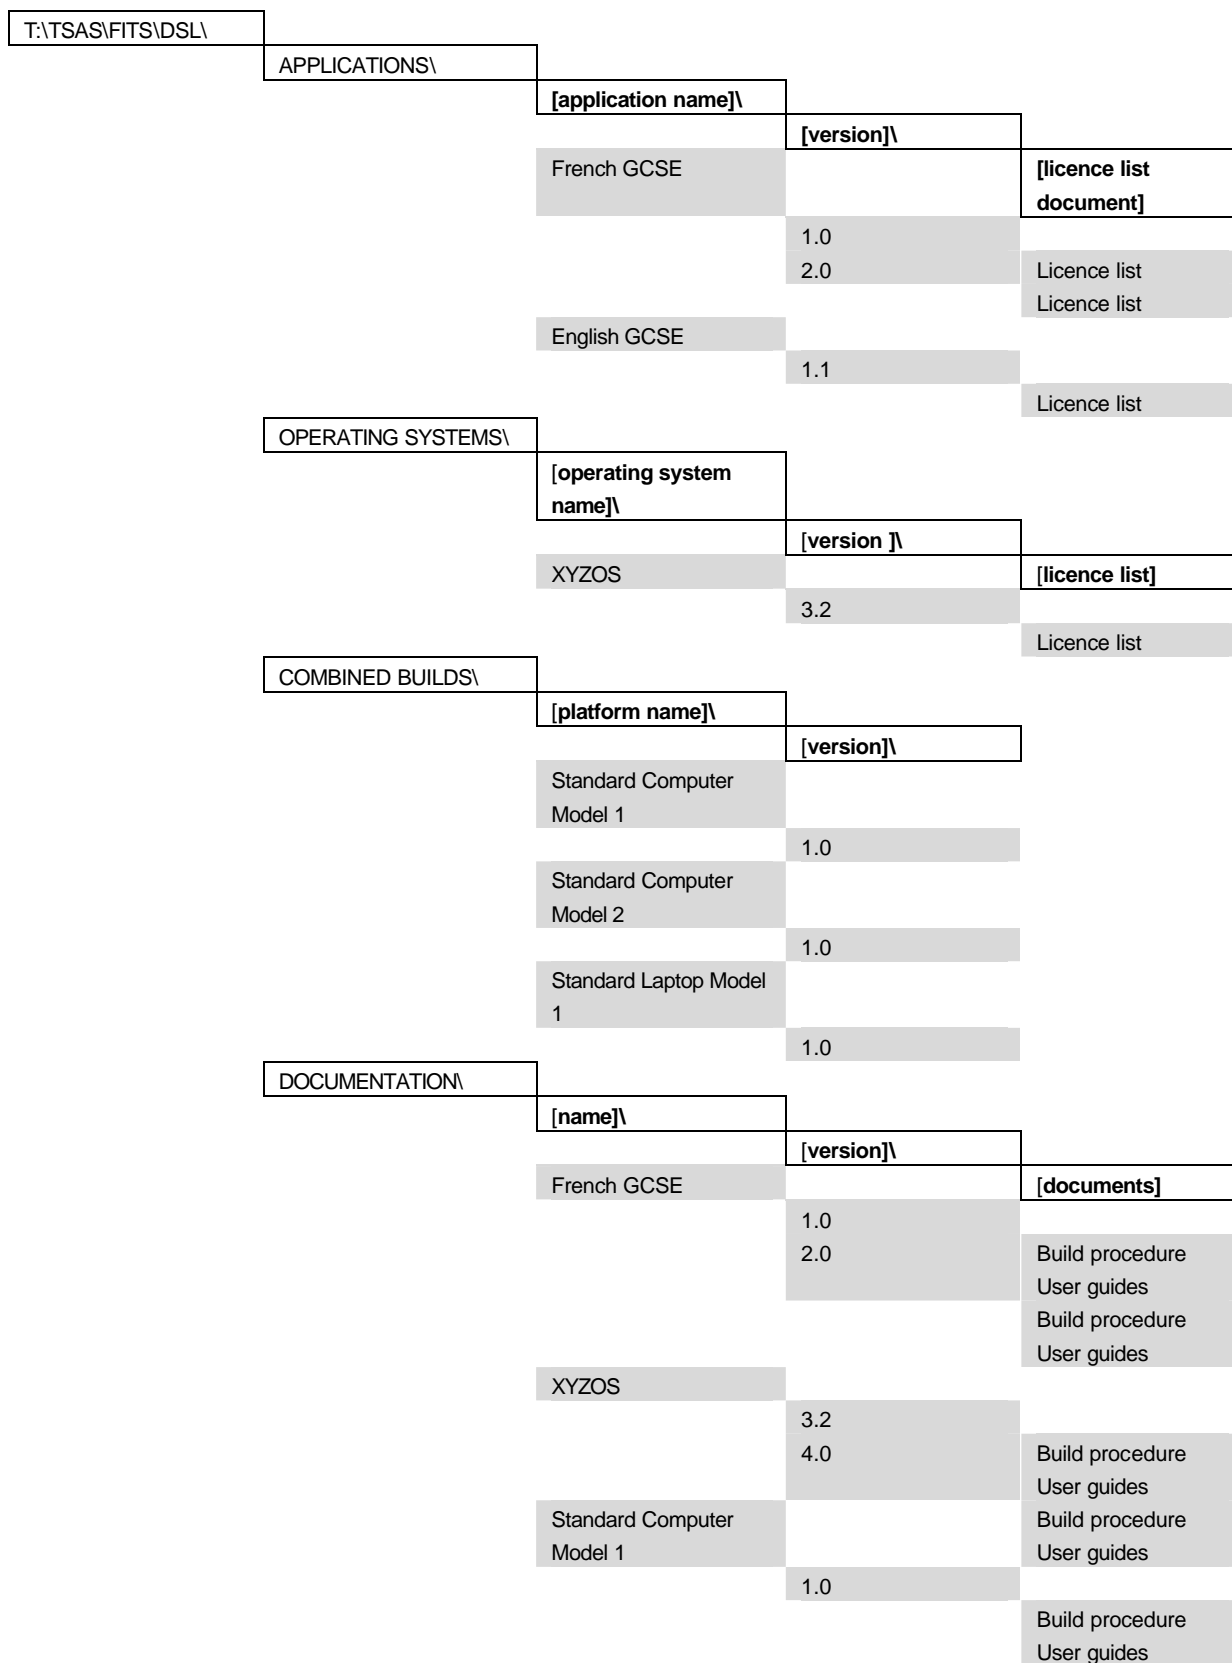 T:\TSAS\FITS\DSL\
APPLICATIONS\
[application name]\
[version]\
French GCSE
[licence list
document]
1.0
2.0
Licence list
Licence list
English GCSE
1.1
Licence list
OPERATING SYSTEMS\
[operating system
name]\
[version ]\
XYZOS
[licence list]
3.2
Licence list
COMBINED BUILDS\
[platform name]\
[version]\
Standard Computer
Model 1
1.0
Standard Computer
Model 2
1.0
Standard Laptop Model
1
1.0
DOCUMENTATION\
[name]\
[version]\
French GCSE
[documents]
1.0
2.0
Build procedure
User guides
Build procedure
User guides
XYZOS
3.2
4.0
Build procedure
User guides
Standard Computer
Model 1
Build procedure
User guides
1.0
Build procedure
User guides